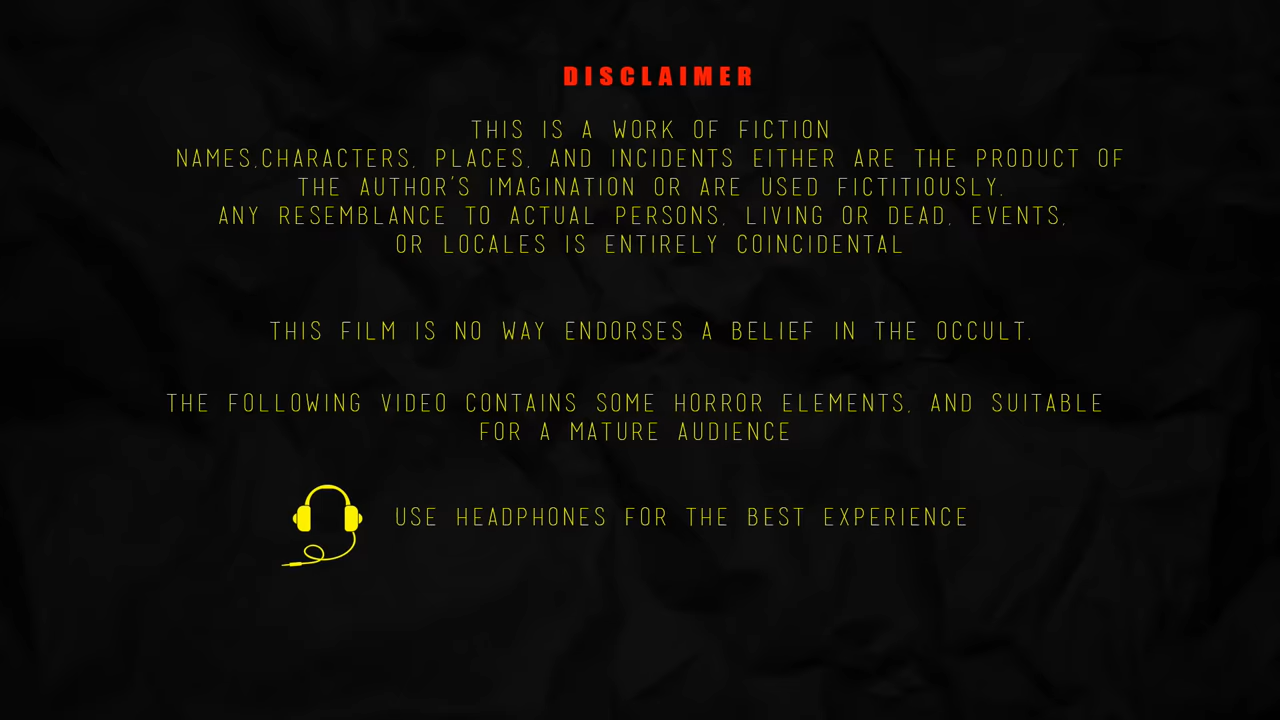 DISCLAIMER
THIS IS A WORK OF FICTION
NAMES,CHARACTERS, PLACES, AND INCIDENTS EITHER ARE THE PRODUCT OF
THE AUTHOR'S IMAGINATION OR ARE USED FICTITIOUSLY.
ANY RESEMBLANCE TO ACTUAL PERSONS, LIVING OR DEAD, EVENTS,
OR LOCALES IS ENTIRELY COINCIDENTAL
THIS FILM IS NO WAY ENDORSES A BELIEF IN THE OCCULT.
THE FOLLOWING VIDEO CONTAINS SOME HORROR ELEMENTS, AND SUITABLE
FOR A MATURE AUDIENCE
USE HEADPHONES FOR THE BEST EXPERIENCE